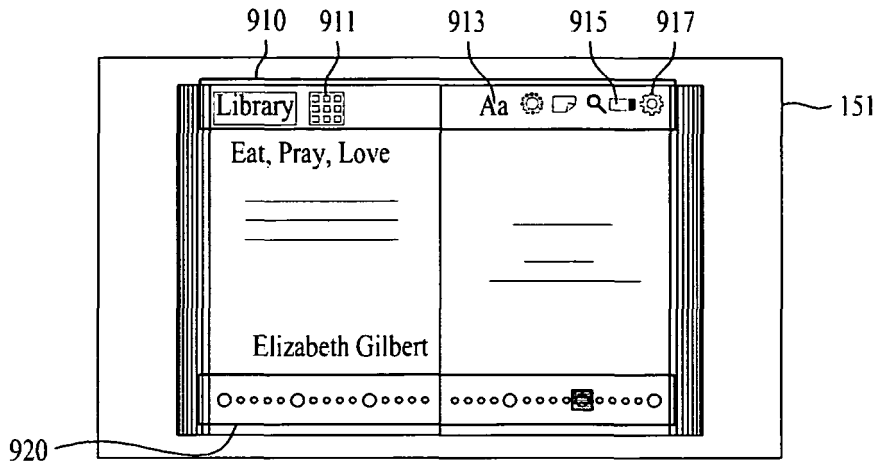 910 911 913 915 917
Library Aa
151
Eat, Pray, Love
Elizabeth Gilbert
920